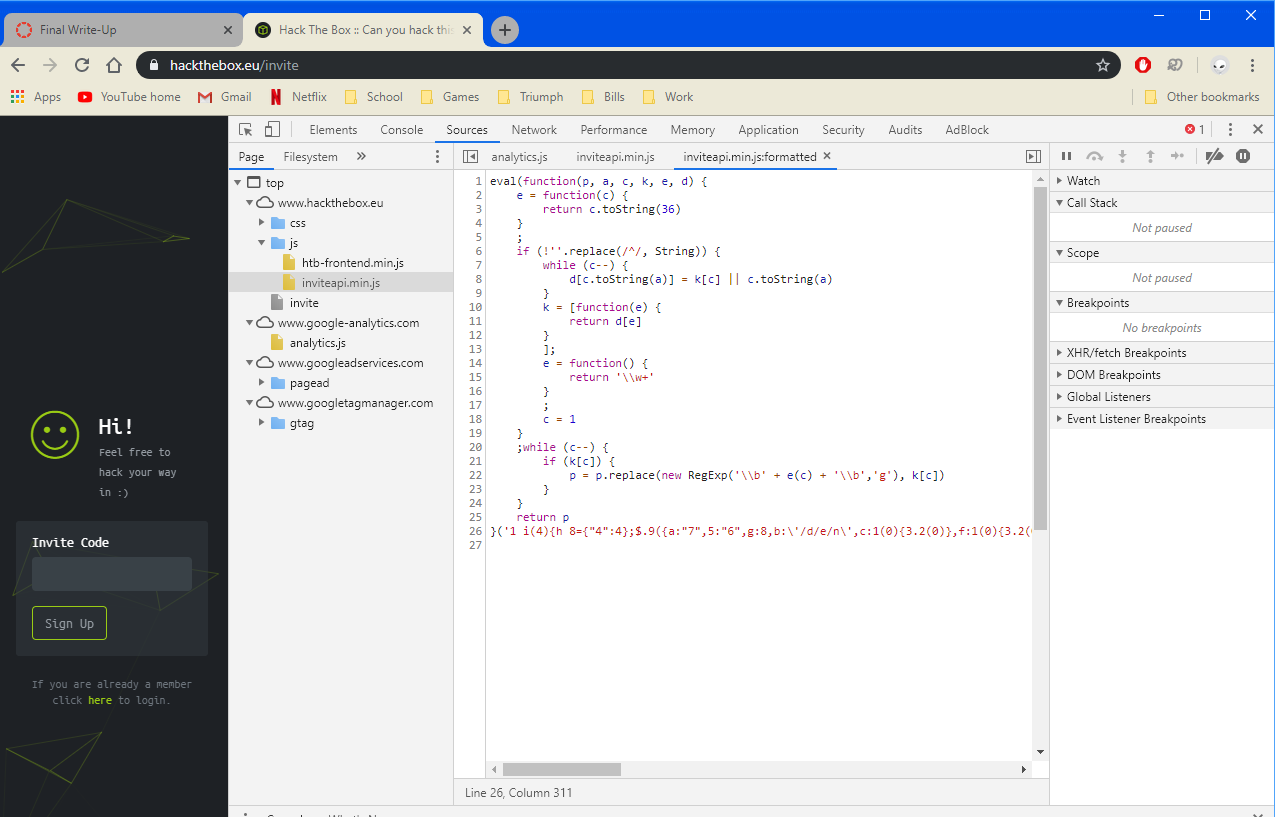 Final Write-Up
Hack The Box :: Can you hack this
hackthebox.eu/invite
Apps YouTube home Gmail Netflix School Games Triumph Bills Work Other bookmarks
Elements Console Sources Network Performance Memory Application Security Audits AdBlock 1
Page Filesystem
analytics.js inviteapi.min.js inviteapi.min.js:formatted
top
www.hackthebox.eu
css
js
htb-frontend.min.js
inviteapi.min.js
invite
www.google-analytics.com
analytics.js
www.googleadservices.com
pagead
www.googletagmanager.com
gtag
Hi!
Feel free to
hack your way
in :)
Invite Code
Sign Up
If you are already a member
click here to login.
1 eval(function(p, a, c, k, e, d) {
2 e = function(c) {
3 return c.toString(36)
4 }
5 ;
6 if (!''.replace(/^/, String)) {
7 while (c--) {
8 d[c.toString(a)] = k[c] || c.toString(a)
9 }
10 k = [function(e) {
11 return d[e]
12 }
13 ];
14 e = function() {
15 return '\\w+'
16 }
17 ;
18 c = 1
19 }
20 ;while (c--) {
21 if (k[c]) {
22 p = p.replace(new RegExp('\\b' + e(c) + '\\b','g'), k[c])
23 }
24 }
25 return p
26 }('1 i(4){h 8={"4":4};$.9({a:"7",5:"6",g:8,b:\'/d/e/n\',c:1(0){3.2(0)},f:1(0){3.2(
27
Line 26, Column 311
Watch
Call Stack
Not paused
Scope
Not paused
Breakpoints
No breakpoints
XHR/fetch Breakpoints
DOM Breakpoints
Global Listeners
Event Listener Breakpoints